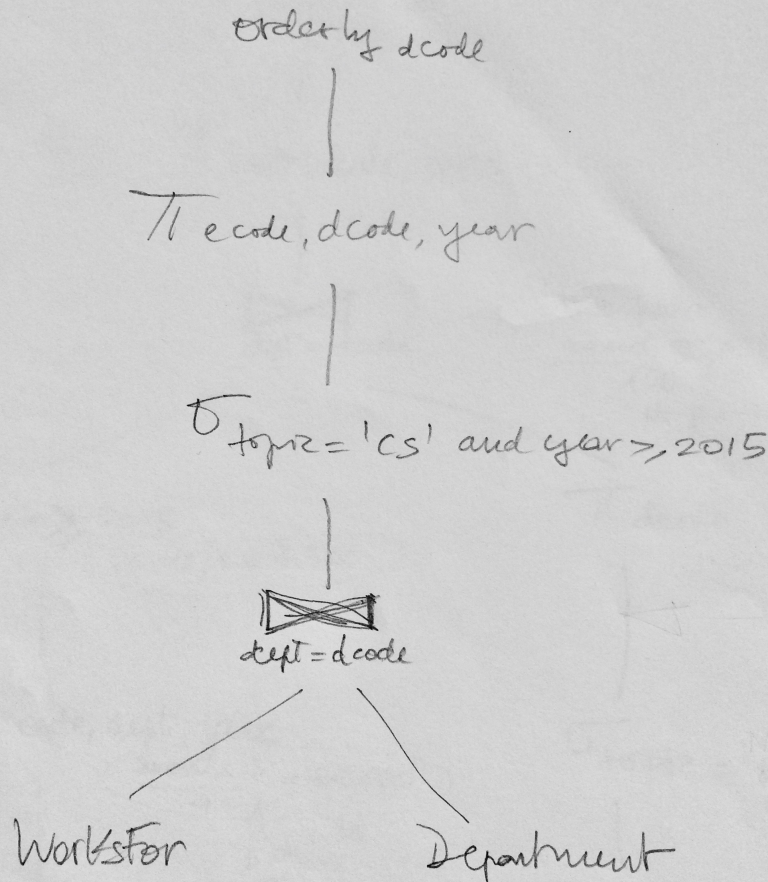 orderby dcode
π ecode, dcode, year
σ topic = 'CS' and year ≥ 2015
dept = dcode
WorksFor Department